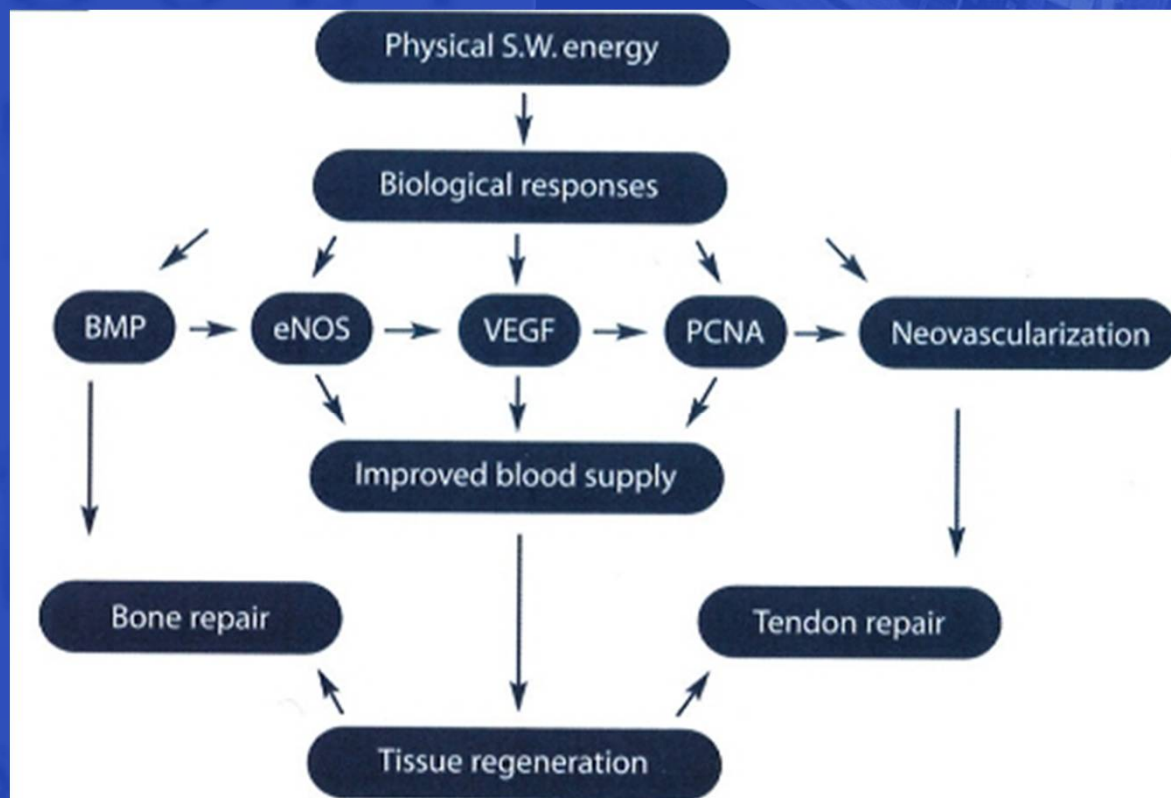 Physical S.W. energy
Biological responses
BMP
eNOS
VEGF
PCNA
Neovascularization
Improved blood supply
Bone repair
Tendon repair
Tissue regeneration